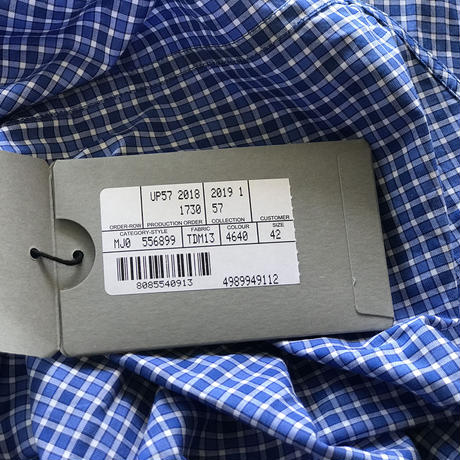 UP57 2018 2019 1
1730 57
ORDER-ROW PRODUCTION ORDER COLLECTION CUSTOMER
CATEGORY-STYLE FABRIC COLOUR SIZE
MJ0 556899 TDM13 4640 42
8085540913 4989949112